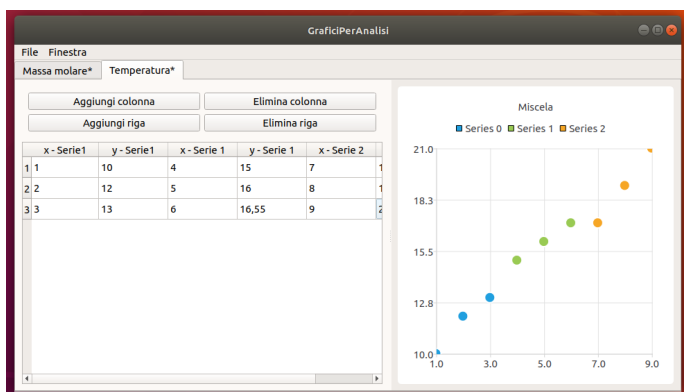 GraficiPerAnalisi
File Finestra
Massa molare* Temperatura*
Aggiungi colonna Elimina colonna
Aggiungi riga Elimina riga
x - Serie1 y - Serie1 x - Serie 1 y - Serie 1 x - Serie 2
1 1 10 4 15 7 1
2 2 12 5 16 8 1
3 3 13 6 16,55 9 2
Miscela
Series 0 Series 1 Series 2
21.0
18.3
15.5
12.8
10.0
1.0 3.0 5.0 7.0 9.0